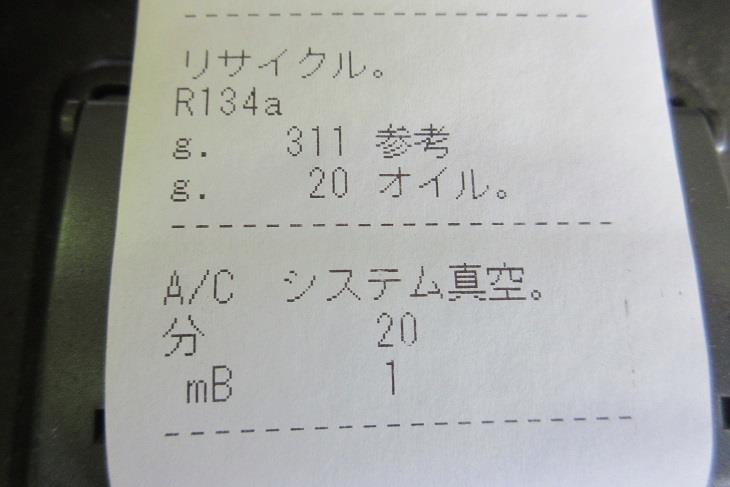 リサイクル。
R134a
g. 311 参考
g. 20 オイル。
A/C システム真空。
分 20
mB 1